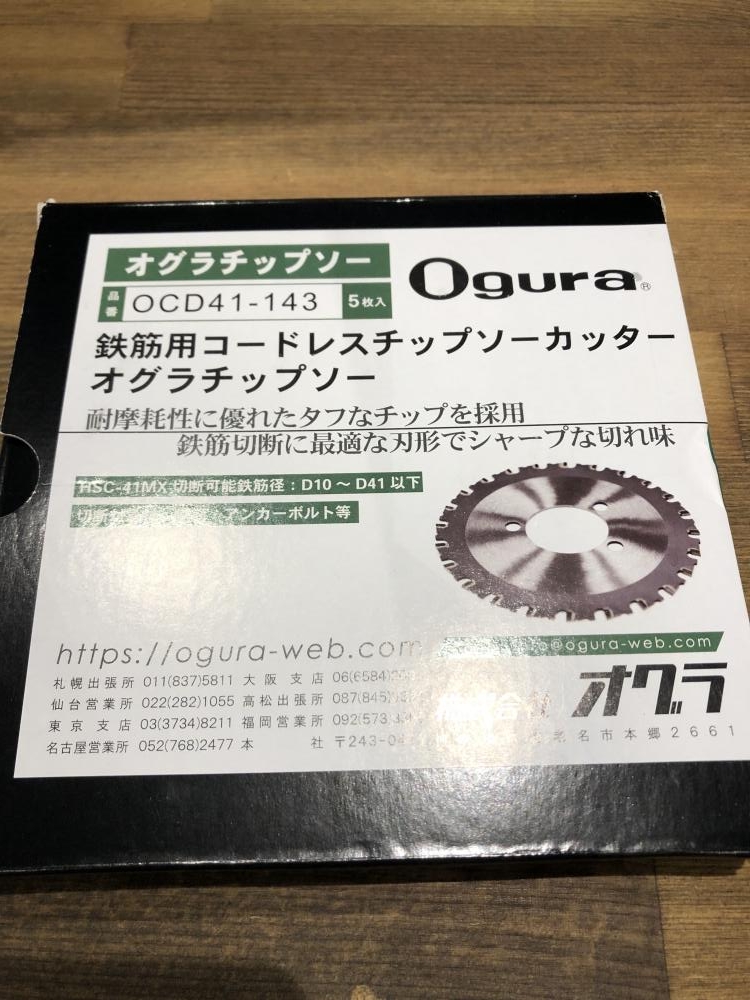 オグラチップソー
Ogura®
品番 OCD41-143 5枚入
鉄筋用コードレスチップソーカッター
オグラチップソー
耐摩耗性に優れたタフなチップを採用
鉄筋切断に最適な刃形でシャープな切れ味
HSC-41MX 切断可能鉄筋径:D10～D41以下
切断 アンカーボルト等
https://ogura-web.com
@ogura-web.com
札幌出張所 011(837)5811 大阪支店 06(6584)
仙台営業所 022(282)1055 高松出張所 087(845)
東京支店 03(3734)8211 福岡営業所 092(573
名古屋営業所 052(768)2477 本社 〒243-04
オグラ
名市本郷2661